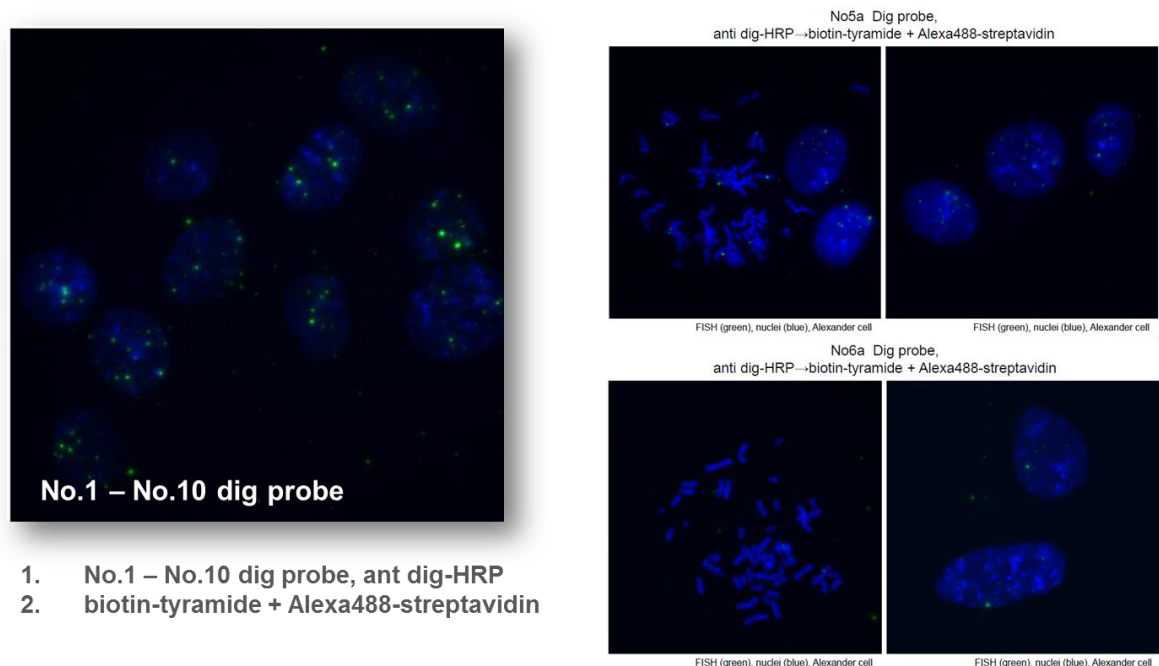 No.1 – No.10 dig probe
1. No.1 – No.10 dig probe, ant dig-HRP
2. biotin-tyramide + Alexa488-streptavidin
No5a Dig probe,
anti dig-HRP→biotin-tyramide + Alexa488-streptavidin
FISH (green), nuclei (blue), Alexander cell
FISH (green), nuclei (blue), Alexander cell
No6a Dig probe,
anti dig-HRP→biotin-tyramide + Alexa488-streptavidin
FISH (green), nuclei (blue), Alexander cell
FISH (green), nuclei (blue), Alexander cell